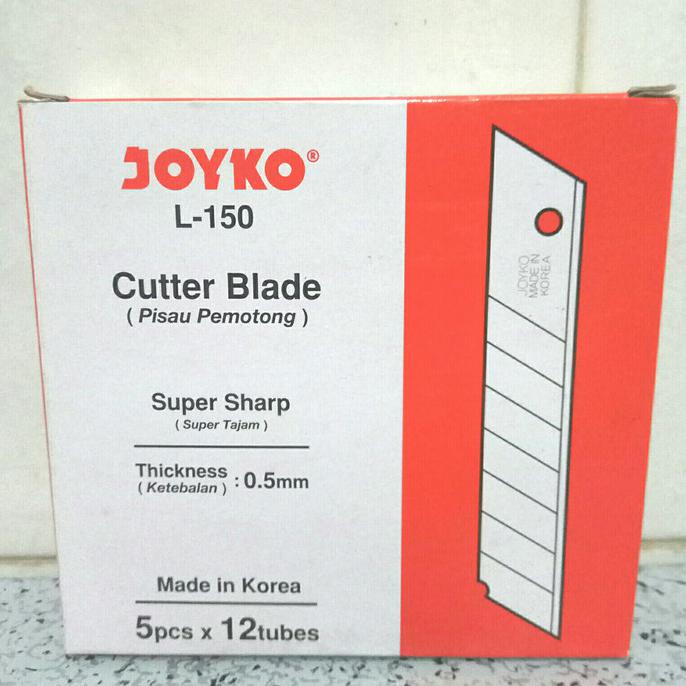 JOYKO®
L-150
Cutter Blade
( Pisau Pemotong )
Super Sharp
( Super Tajam )
Thickness : 0.5mm
( Ketebalan )
Made in Korea
5pcs x 12tubes
JOYKO
MADE IN
KOREA